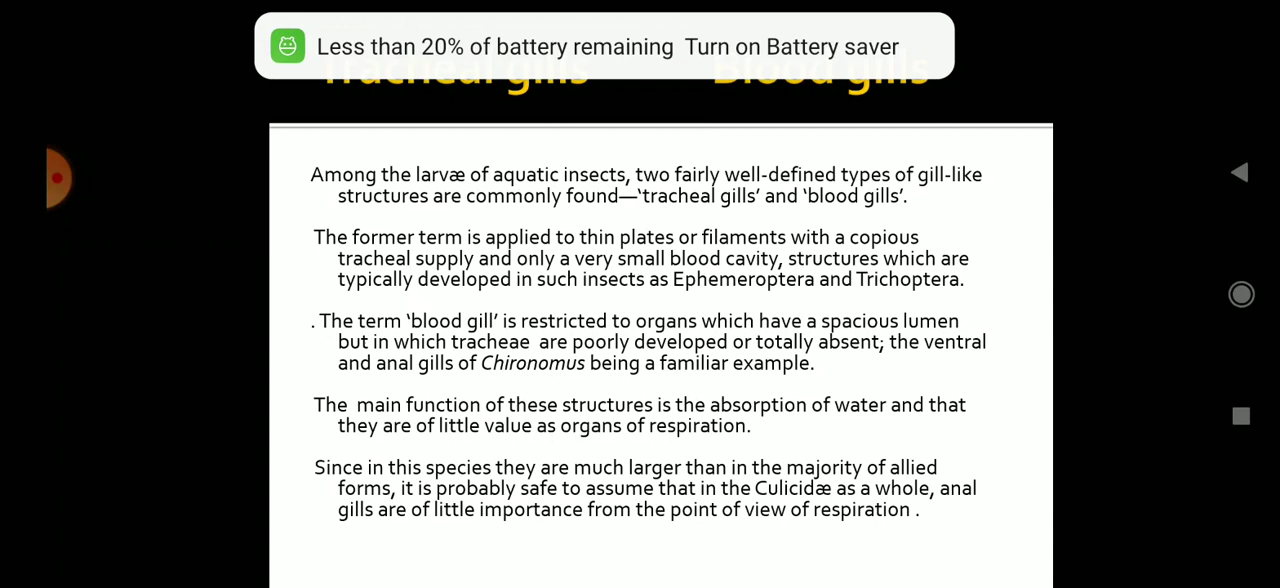 Less than 20% of battery remaining Turn on Battery saver
Tracheal gills Blood gills
Among the larvæ of aquatic insects, two fairly well-defined types of gill-like
structures are commonly found—‘tracheal gills’ and ‘blood gills’.
The former term is applied to thin plates or filaments with a copious
tracheal supply and only a very small blood cavity, structures which are
typically developed in such insects as Ephemeroptera and Trichoptera.
. The term ‘blood gill’ is restricted to organs which have a spacious lumen
but in which tracheae are poorly developed or totally absent; the ventral
and anal gills of Chironomus being a familiar example.
The main function of these structures is the absorption of water and that
they are of little value as organs of respiration.
Since in this species they are much larger than in the majority of allied
forms, it is probably safe to assume that in the Culicidæ as a whole, anal
gills are of little importance from the point of view of respiration .